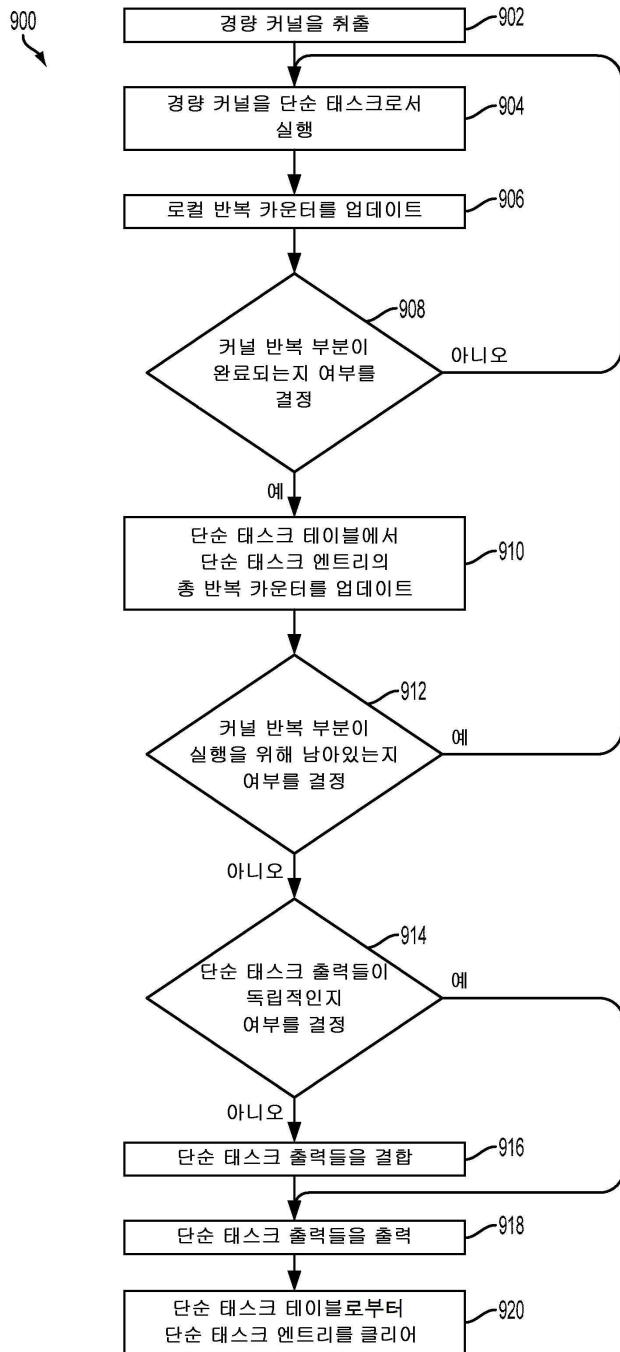 900
경량 커널을 취출
902
경량 커널을 단순 태스크로서
실행
904
로컬 반복 카운터를 업데이트
906
908
커널 반복 부분이
완료되는지 여부를
결정
아니오
예
단순 태스크 테이블에서
단순 태스크 엔트리의
총 반복 카운터를 업데이트
910
912
커널 반복 부분이
실행을 위해 남아있는지
여부를 결정
예
아니오
914
단순 태스크 출력들이
독립적인지
여부를 결정
예
아니오
단순 태스크 출력들을 결합
916
단순 태스크 출력들을 출력
918
단순 태스크 테이블로부터
단순 태스크 엔트리를 클리어
920